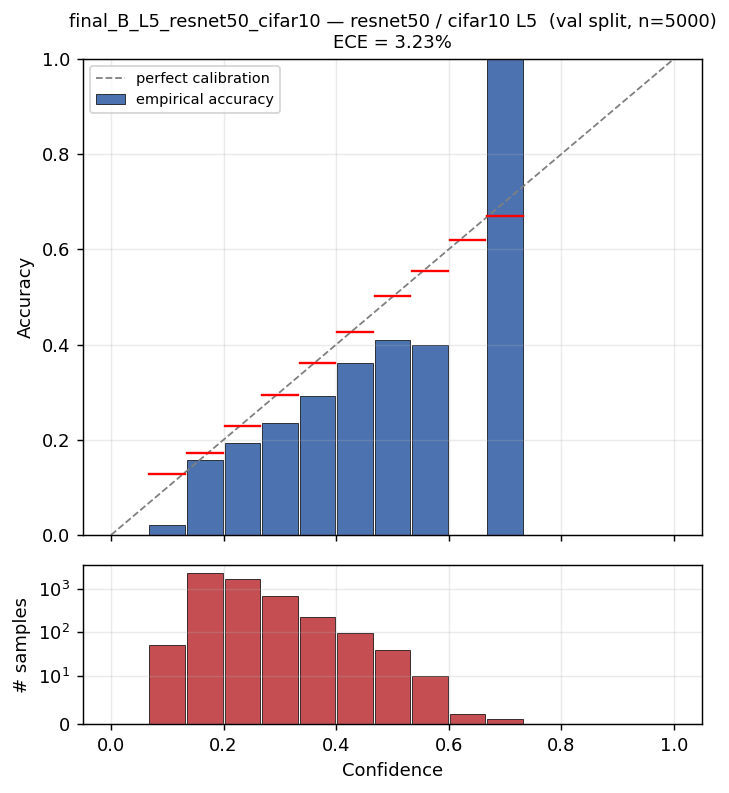 final_B_L5_resnet50_cifar10 — resnet50 / cifar10 L5  (val split, n=5000)
ECE = 3.23%
perfect calibration
empirical accuracy
Accuracy
1.0
0.8
0.6
0.4
0.2
0.0
# samples
10³
10²
10¹
0
0.0 0.2 0.4 0.6 0.8 1.0
Confidence